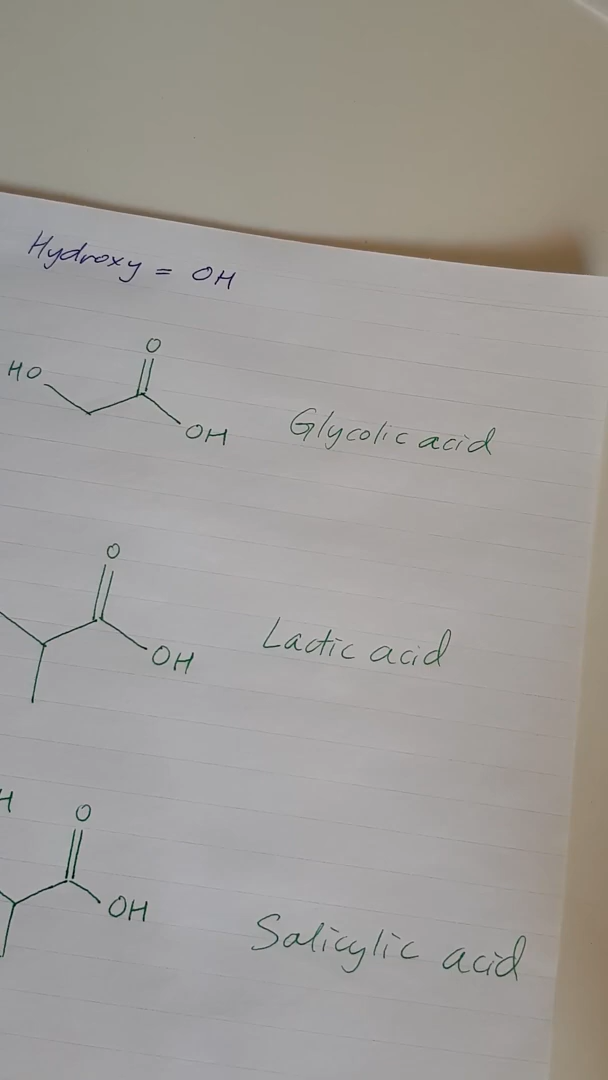 Hydroxy = OH
O
HO
OH Glycolic acid
O
OH Lactic acid
H O
OH Salicylic acid